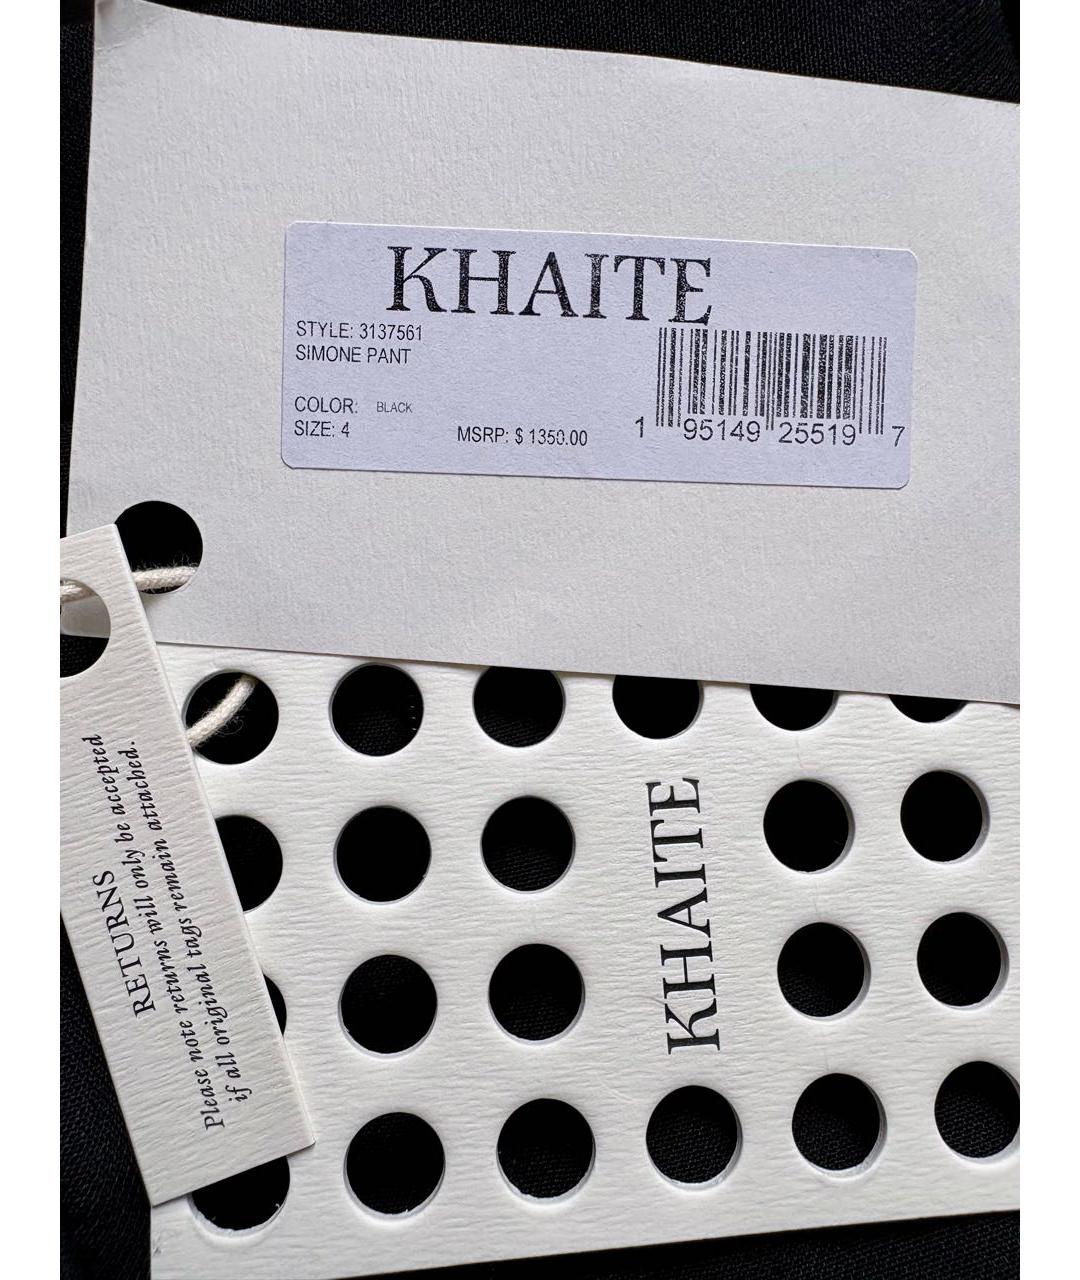 KHAITE
STYLE: 3137561
SIMONE PANT
COLOR: BLACK
SIZE: 4
MSRP: $ 1350.00
1 95149 25519 7
RETURNS
Please note returns will only be accepted
if all original tags remain attached.
KHAITE